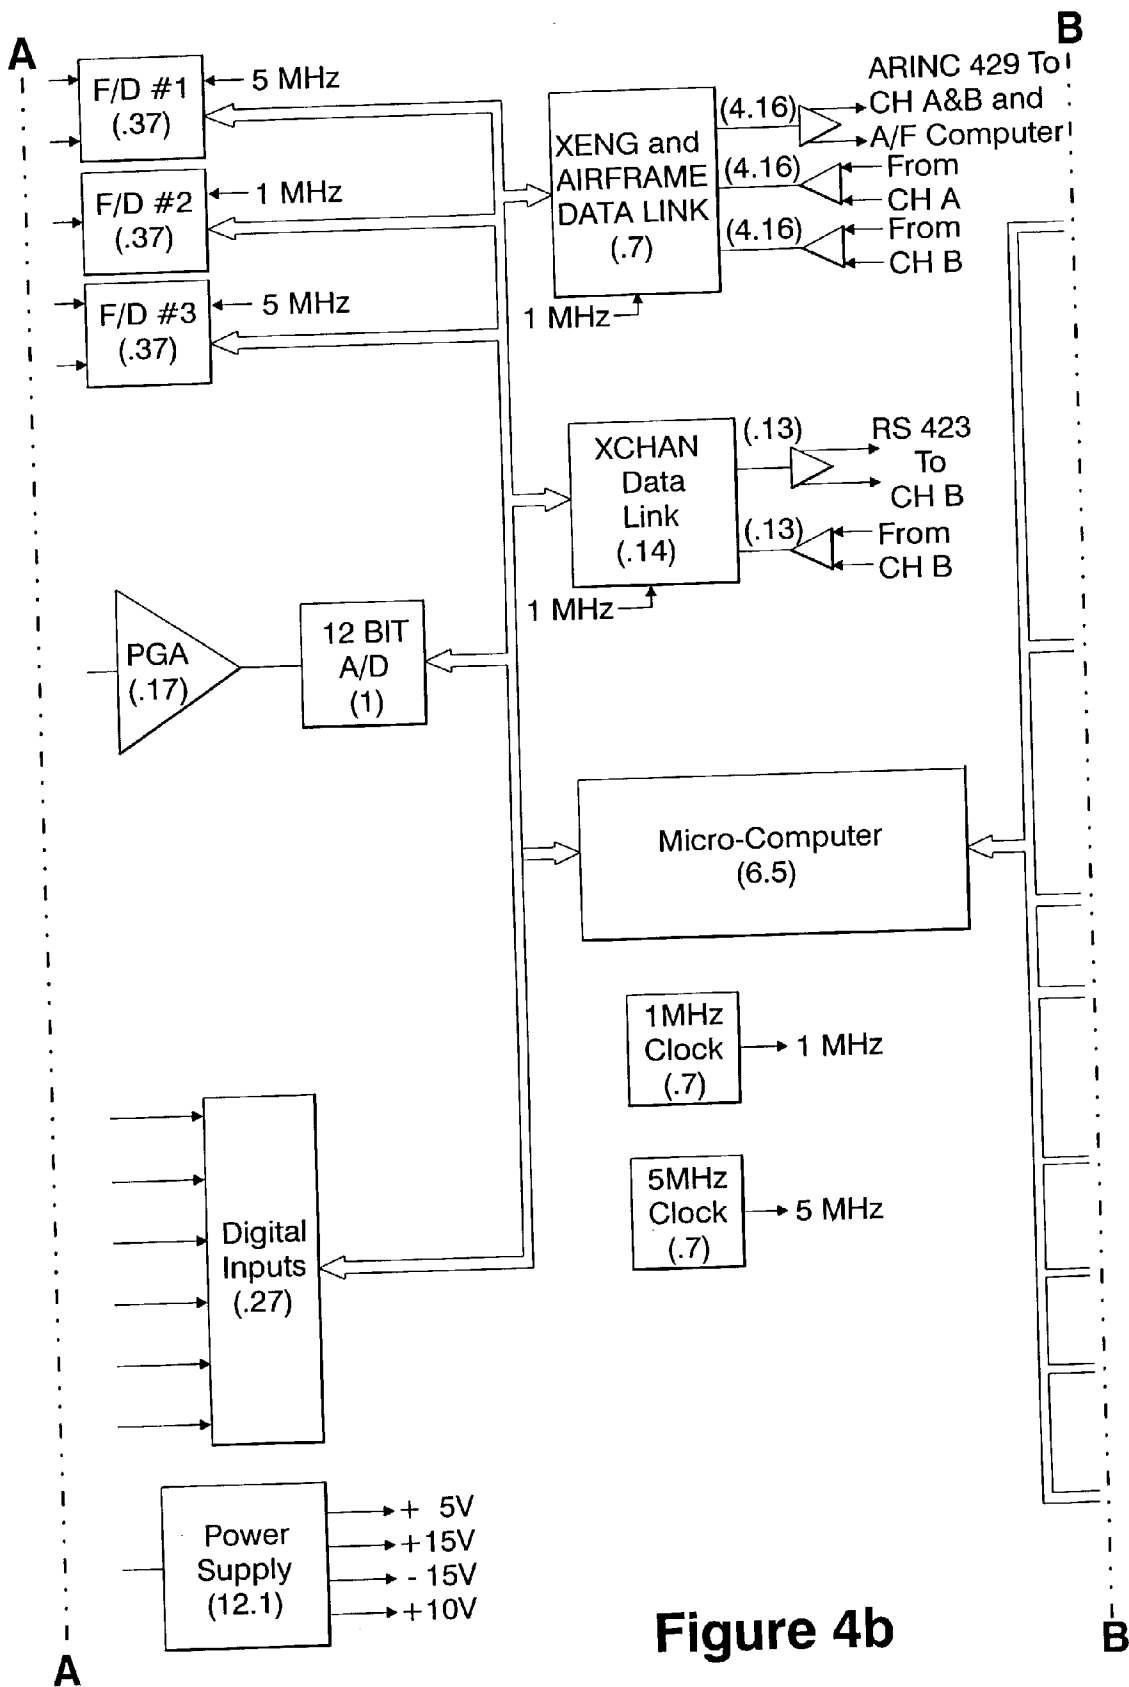 A
B
F/D #1
(.37)
5 MHz
F/D #2
(.37)
1 MHz
F/D #3
(.37)
5 MHz
XENG and
AIRFRAME
DATA LINK
(.7)
1 MHz
(4.16)
ARINC 429 To
CH A&B and
A/F Computer
(4.16)
From
CH A
(4.16)
From
CH B
XCHAN
Data
Link
(.14)
1 MHz
(.13)
RS 423
To
CH B
(.13)
From
CH B
PGA
(.17)
12 BIT
A/D
(1)
Micro-Computer
(6.5)
1MHz
Clock
(.7)
1 MHz
5MHz
Clock
(.7)
5 MHz
Digital
Inputs
(.27)
Power
Supply
(12.1)
+ 5V
+15V
- 15V
+10V
Figure 4b
A
B